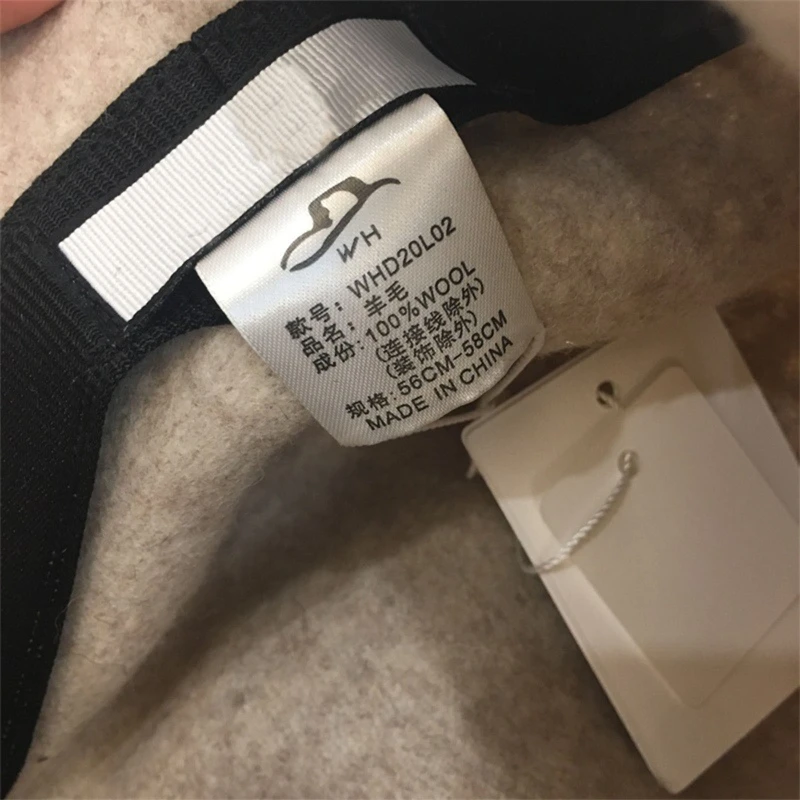 WH
款号: WHD20L02
品名: 羊毛
成份: 100%WOOL
(连接线除外)
(装饰除外)
规格: 56CM-58CM
MADE IN CHINA